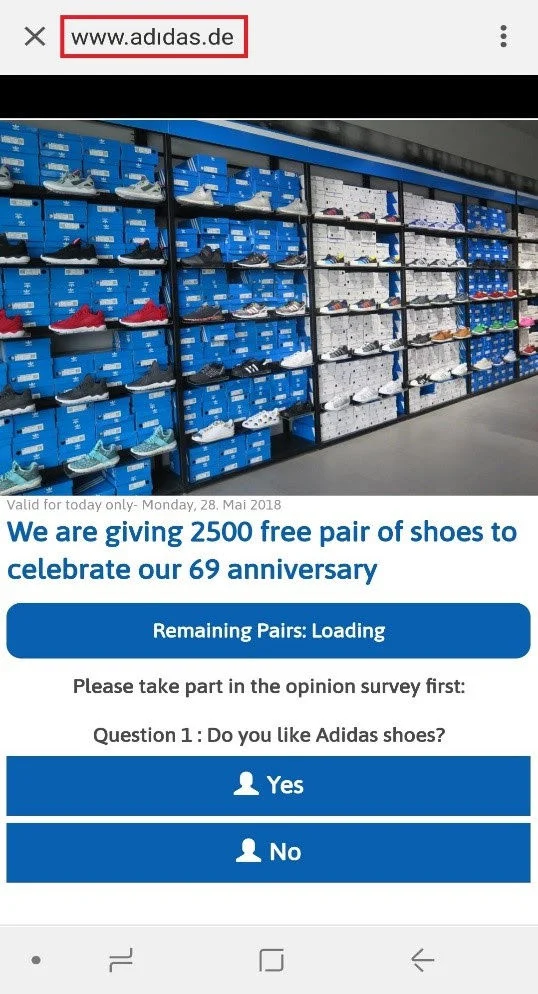 www.adıdas.de
Valid for today only- Monday, 28. Mai 2018
We are giving 2500 free pair of shoes to
celebrate our 69 anniversary
Remaining Pairs: Loading
Please take part in the opinion survey first:
Question 1 : Do you like Adidas shoes?
Yes
No